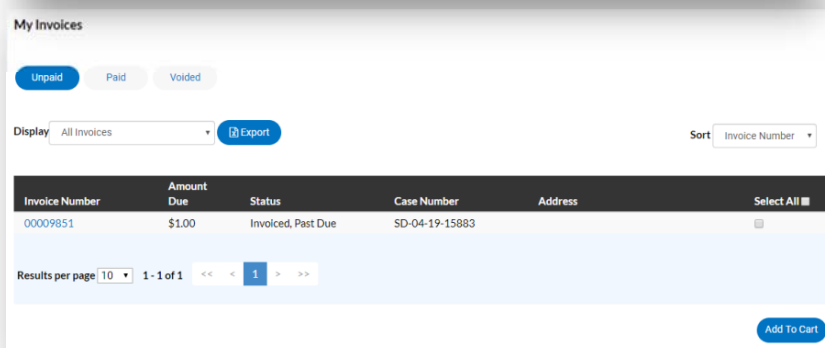 My Invoices
Unpaid Paid Voided
Display All Invoices Export Sort Invoice Number
Invoice Number Amount Due Status Case Number Address Select All
00009851 $1.00 Invoiced, Past Due SD-04-19-15883
Results per page 10 1 - 1 of 1 << < 1 > >>
Add To Cart